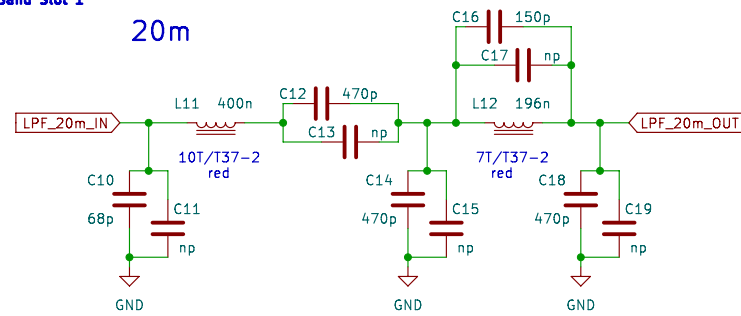 Band Slot 1
20m
C16 150p
C17 np
L11 400n
C12 470p
L12 196n
LPF_20m_IN
C13 np
LPF_20m_OUT
10T/T37-2
red
7T/T37-2
red
C10
68p
C11
np
C14
470p
C15
np
C18
470p
C19
np
GND
GND
GND